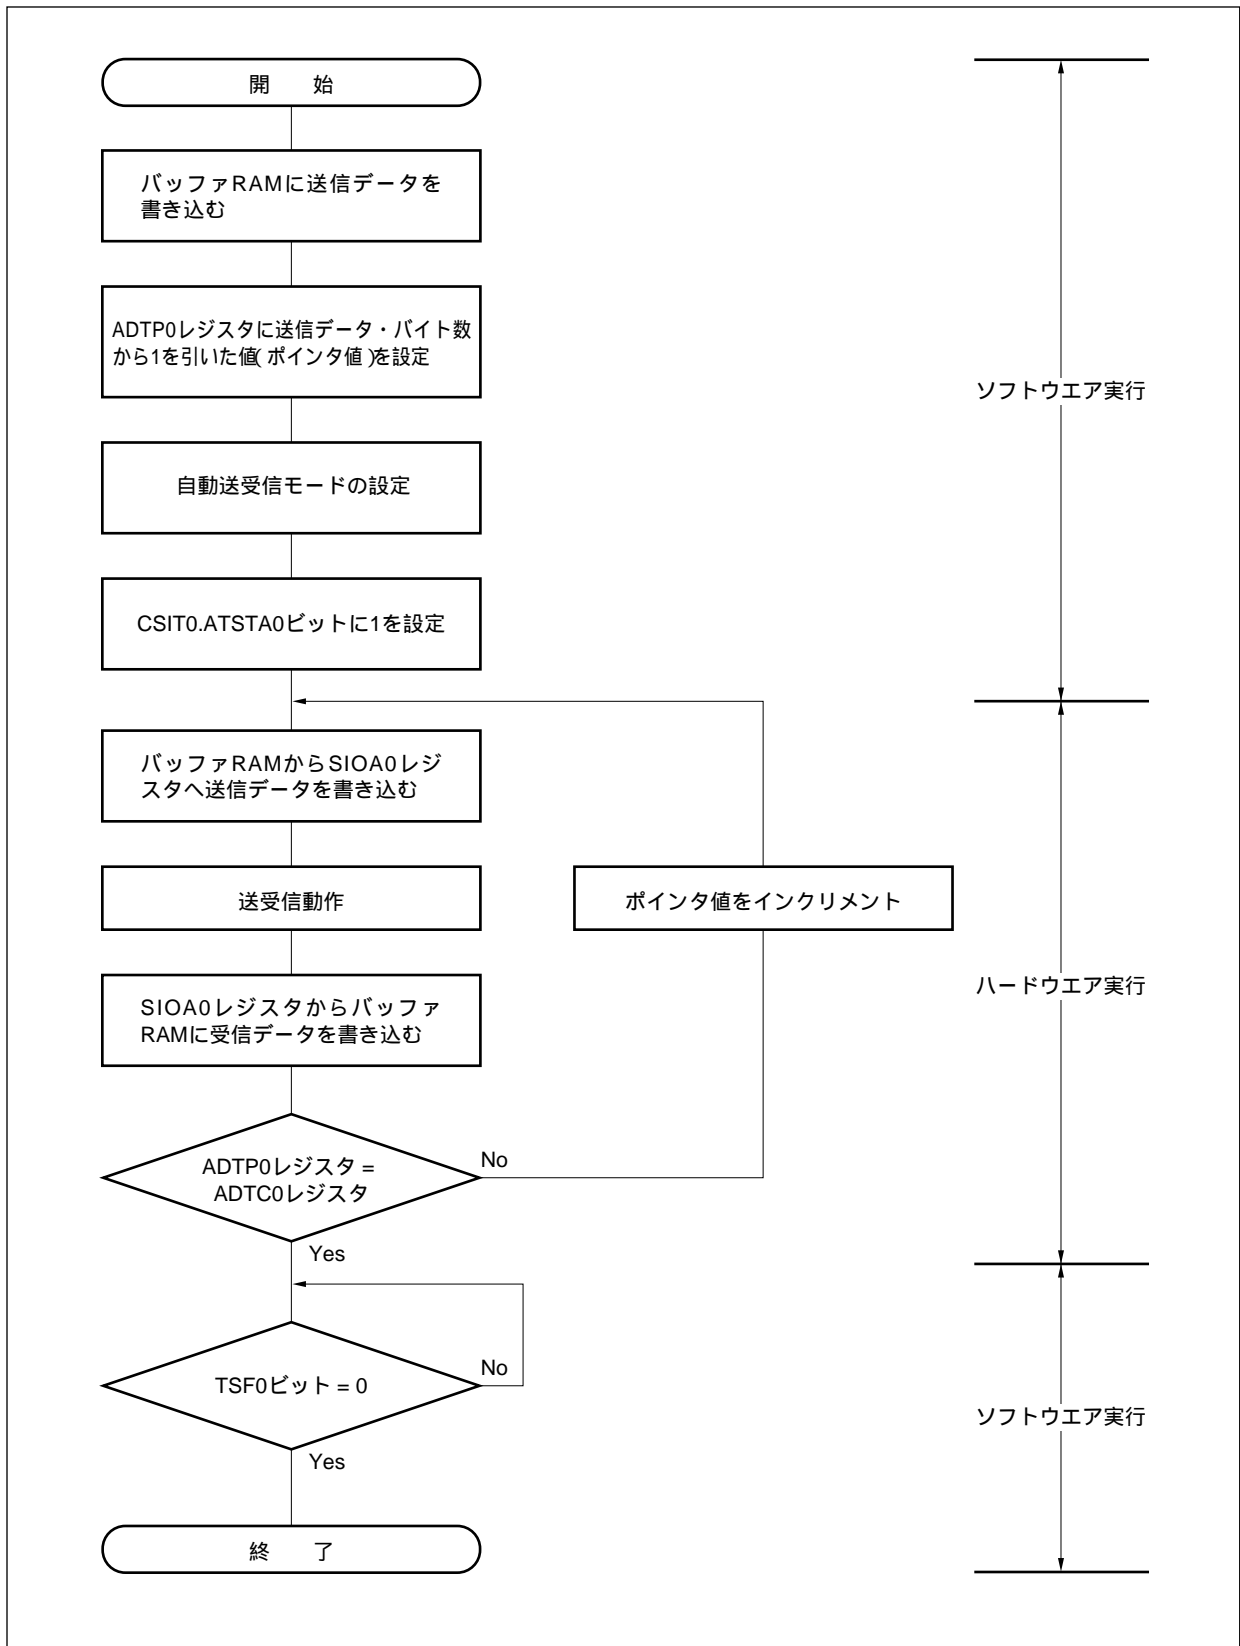 開 始
バッファRAMに送信データを
書き込む
ADTP0レジスタに送信データ・バイト数
から1を引いた値(ポインタ値)を設定
自動送受信モードの設定
ソフトウエア実行
CSIT0.ATSTA0ビットに1を設定
バッファRAMからSIOA0レジ
スタへ送信データを書き込む
送受信動作
ポインタ値をインクリメント
SIOA0レジスタからバッファ
RAMに受信データを書き込む
ハードウエア実行
ADTP0レジスタ =
ADTC0レジスタ
No
Yes
TSF0ビット = 0
No
Yes
ソフトウエア実行
終 了